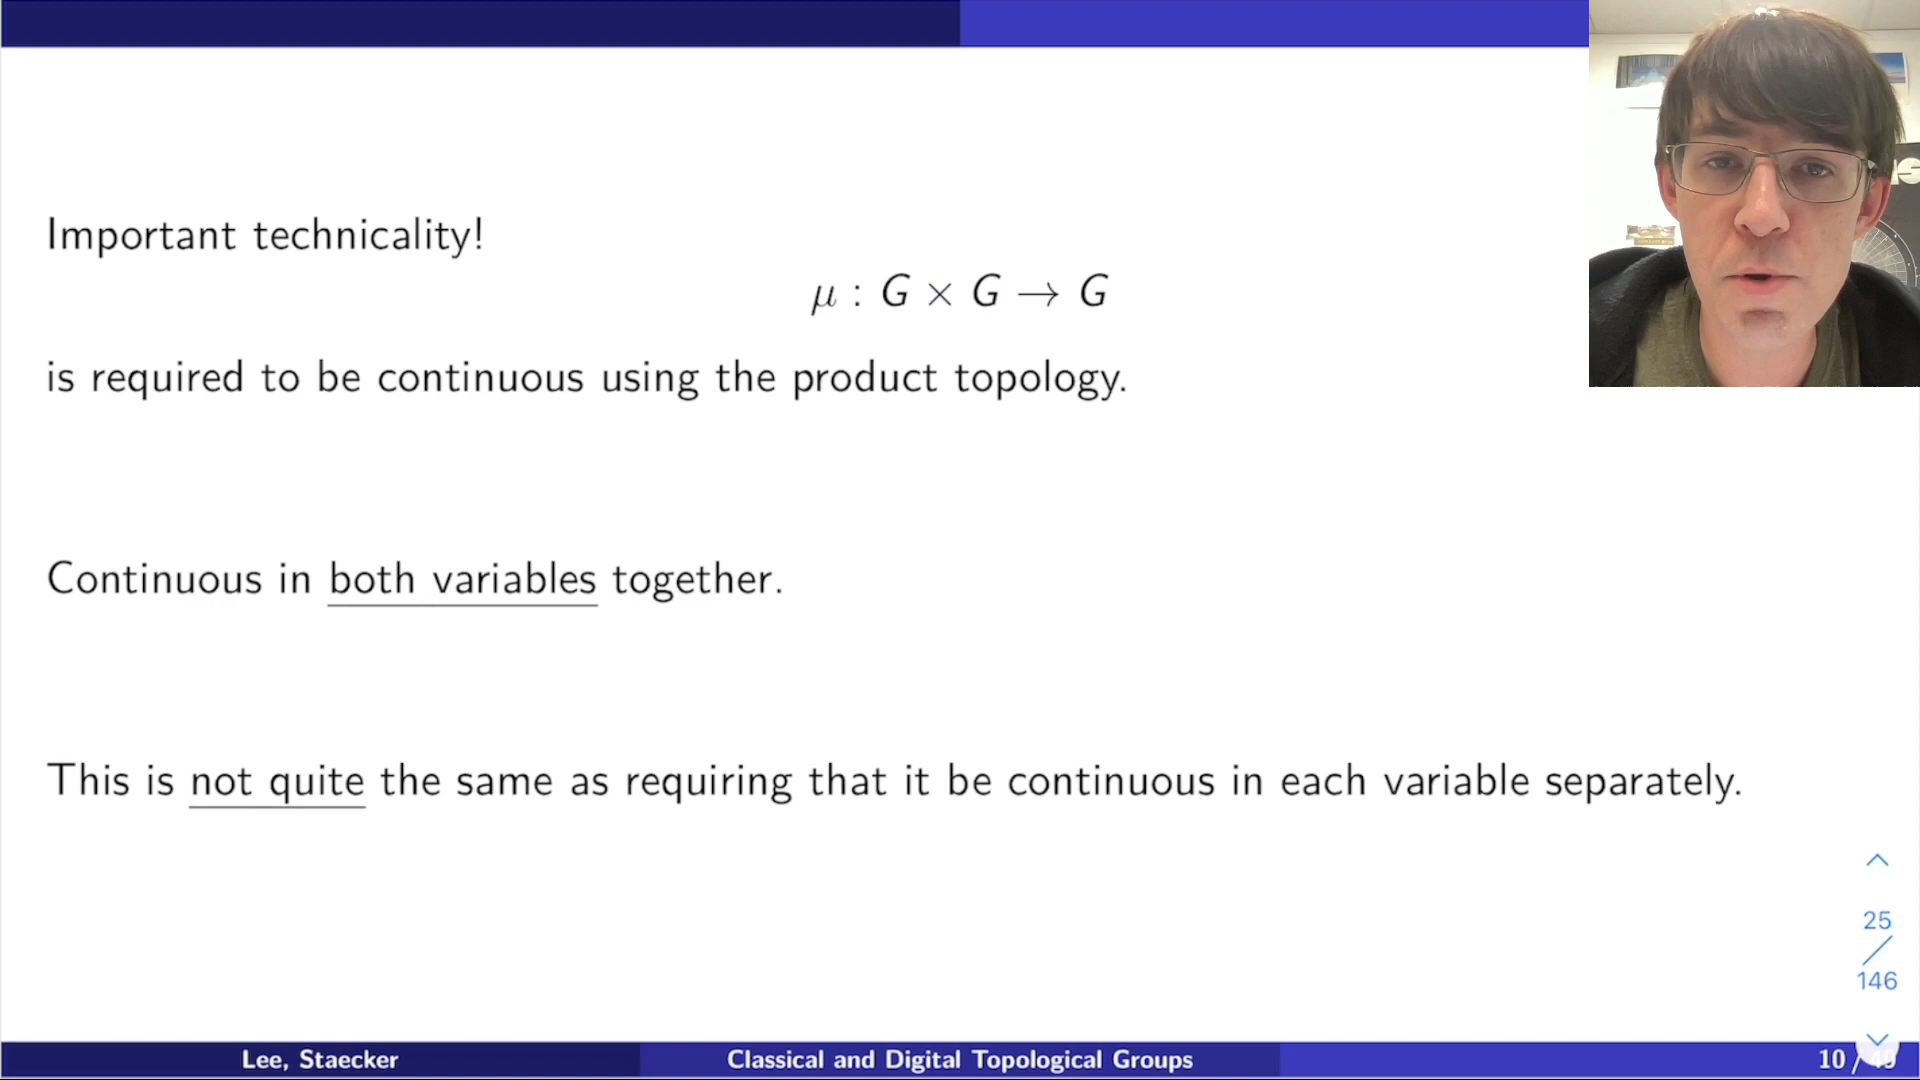 Important technicality!
μ : G × G → G
is required to be continuous using the product topology.
Continuous in both variables together.
This is not quite the same as requiring that it be continuous in each variable separately.
25
/
146
Lee, Staecker
Classical and Digital Topological Groups
10 /